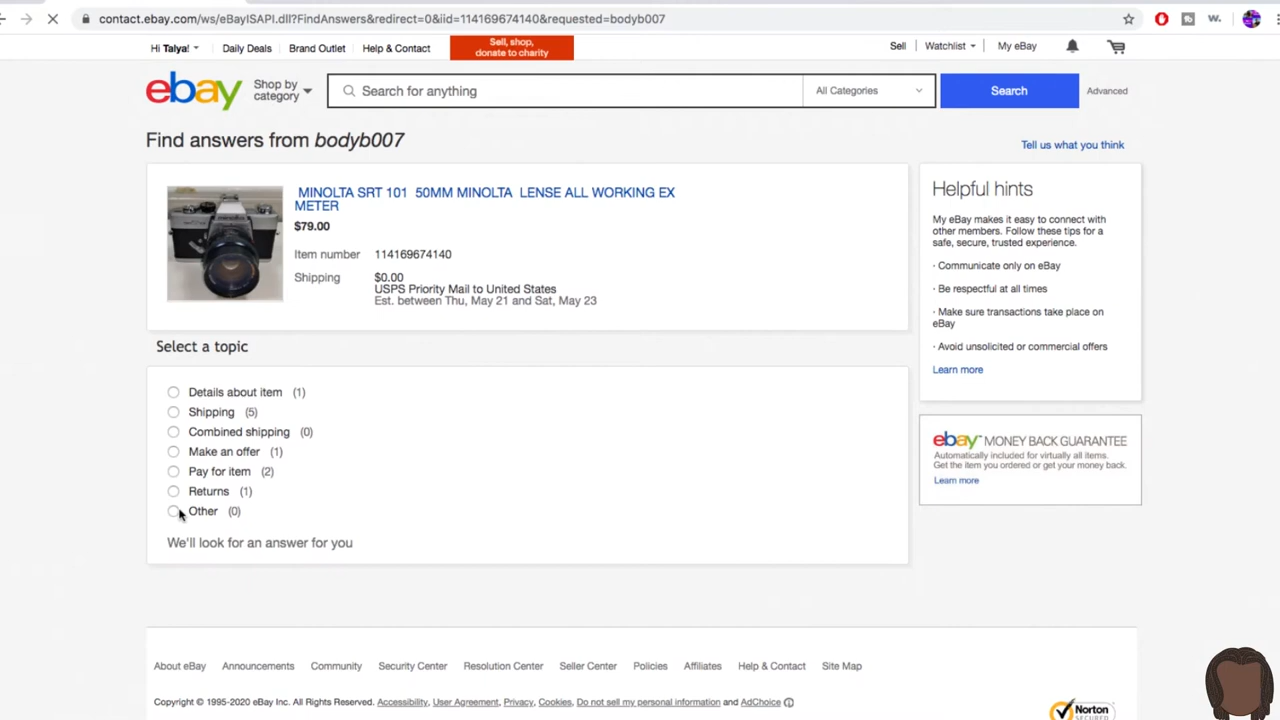 contact.ebay.com/ws/eBayISAPI.dll?FindAnswers&redirect=0&iid=114169674140&requested=bodyb007
Hi Talya! Daily Deals Brand Outlet Help & Contact
Sell, shop,
donate to charity
Sell Watchlist My eBay
ebay
Shop by
category
Search for anything
All Categories
Search
Advanced
Find answers from bodyb007
Tell us what you think
MINOLTA SRT 101 50MM MINOLTA LENSE ALL WORKING EX
METER
$79.00
Item number 114169674140
Shipping $0.00
USPS Priority Mail to United States
Est. between Thu, May 21 and Sat, May 23
Select a topic
Details about item (1)
Shipping (5)
Combined shipping (0)
Make an offer (1)
Pay for item (2)
Returns (1)
Other (0)
We'll look for an answer for you
Helpful hints
My eBay makes it easy to connect with
other members. Follow these tips for a
safe, secure, trusted experience.
· Communicate only on eBay
· Be respectful at all times
· Make sure transactions take place on
eBay
· Avoid unsolicited or commercial offers
Learn more
ebay™ MONEY BACK GUARANTEE
Automatically included for virtually all items.
Get the item you ordered or get your money back.
Learn more
About eBay Announcements Community Security Center Resolution Center Seller Center Policies Affiliates Help & Contact Site Map
Copyright © 1995-2020 eBay Inc. All Rights Reserved. Accessibility, User Agreement, Privacy, Cookies, Do not sell my personal information and AdChoice
Norton
SECURED